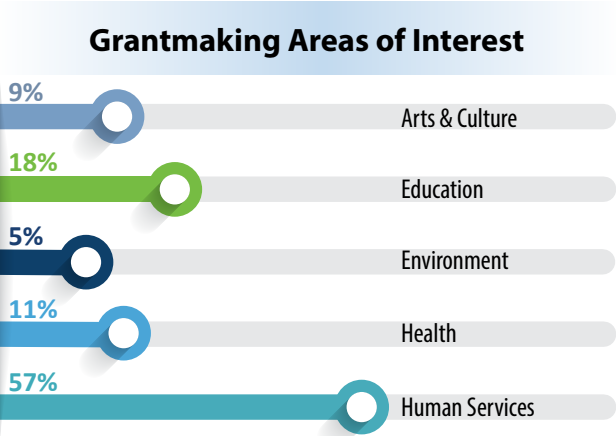 Grantmaking Areas of Interest
9%
Arts & Culture
18%
Education
5%
Environment
11%
Health
57%
Human Services